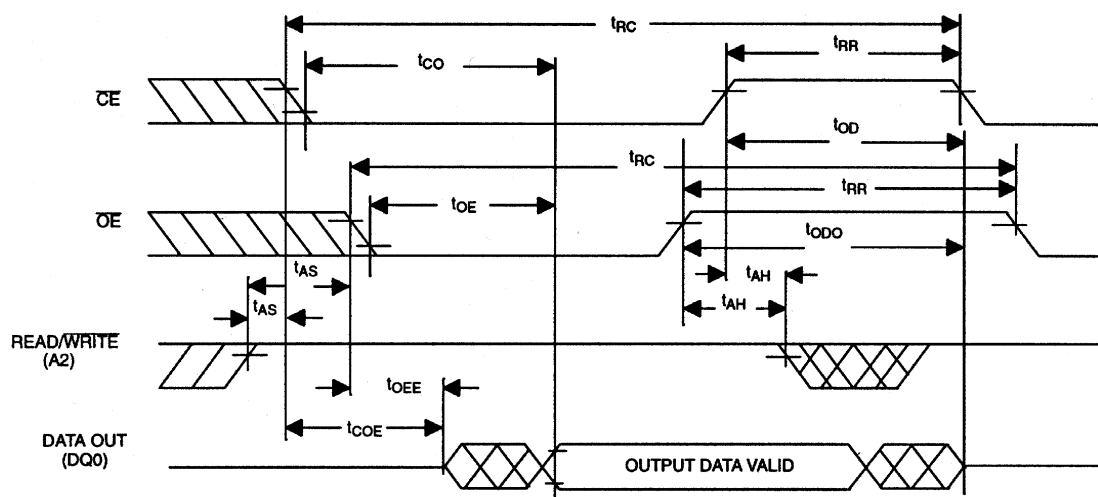 tRC
tRR
tCO
CE
tOD
tRC
tRR
tOE
OE
tODO
tAS
tAH
tAS
tAH
READ/WRITE
(A2)
tOEE
tCOE
DATA OUT
(DQ0)
OUTPUT DATA VALID